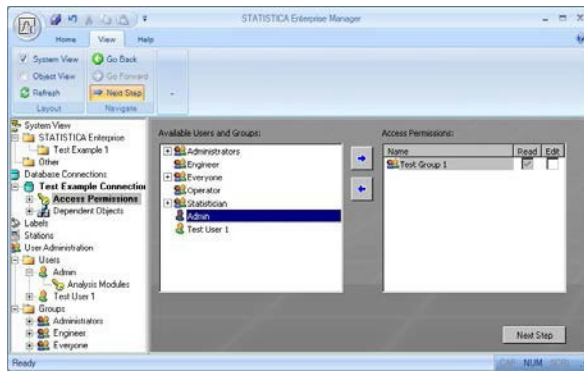 STATISTICA Enterprise Manager
Home View Help
System View
Object View
Refresh
Layout
Go Back
Go Forward
Next Step
Navigate
System View
STATISTICA Enterprise
Test Example 1
Other
Database Connections
Test Example Connection
Access Permissions
Dependent Objects
Labels
Stations
User Administration
Users
Admin
Analysis Modules
Test User 1
Groups
Administrators
Engineer
Everyone
Available Users and Groups:
Administrators
Engineer
Everyone
Operator
Statistician
Admin
Test User 1
Access Permissions:
Name Read Edit
Test Group 1
Next Step
Ready
CAP NUM SCRL